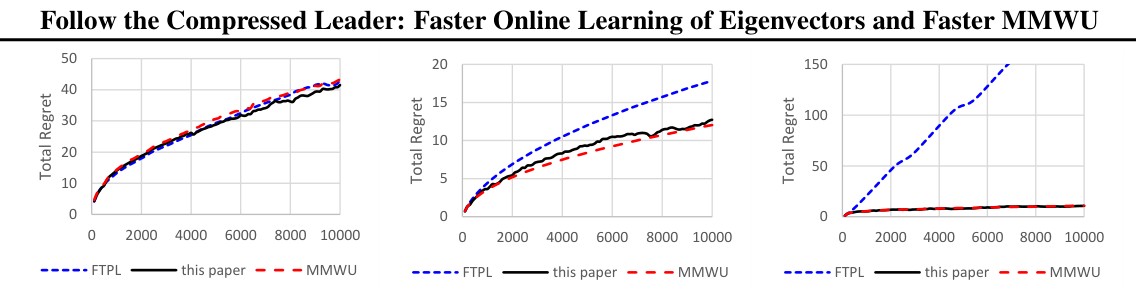 Follow the Compressed Leader: Faster Online Learning of Eigenvectors and Faster MMWU
50
40
30
20
10
0
Total Regret
0 2000 4000 6000 8000 10000
FTPL this paper MMWU
20
15
10
5
0
Total Regret
0 2000 4000 6000 8000 10000
FTPL this paper MMWU
150
100
50
0
Total Regret
0 2000 4000 6000 8000 10000
FTPL this paper MMWU